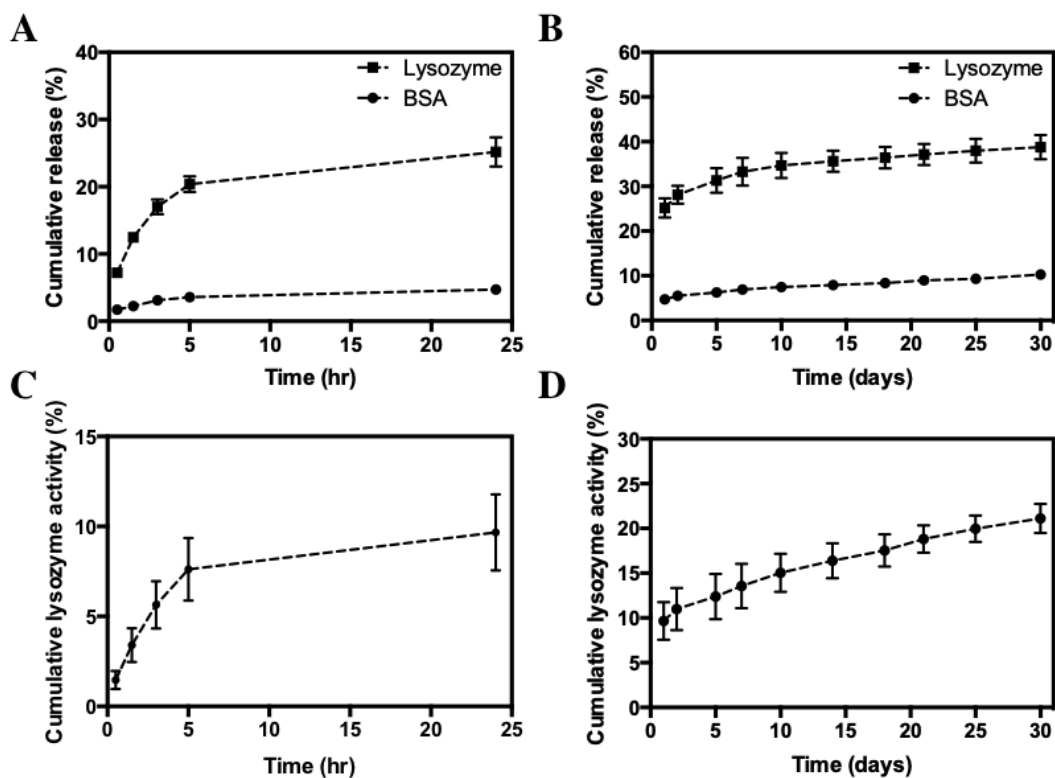 A
Cumulative release (%)
40
30
20
10
0
Lysozyme
BSA
0 5 10 15 20 25
Time (hr)
B
Cumulative release (%)
60
50
40
30
20
10
0
Lysozyme
BSA
0 5 10 15 20 25 30
Time (days)
C
Cumulative lysozyme activity (%)
15
10
5
0
0 5 10 15 20 25
Time (hr)
D
Cumulative lysozyme activity (%)
30
25
20
15
10
5
0
0 5 10 15 20 25 30
Time (days)